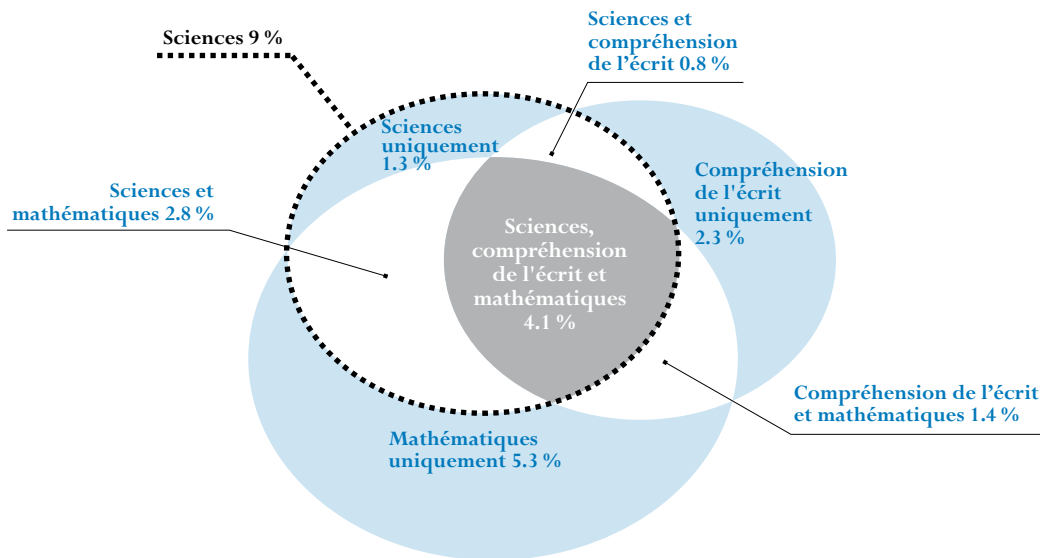 Sciences 9 %
Sciences et
compréhension
de l’écrit 0.8 %
Sciences
uniquement
1.3 %
Compréhension
de l'écrit
uniquement
2.3 %
Sciences et
mathématiques 2.8 %
Sciences,
compréhension
de l'écrit et
mathématiques
4.1 %
Compréhension de l’écrit
et mathématiques 1.4 %
Mathématiques
uniquement 5.3 %